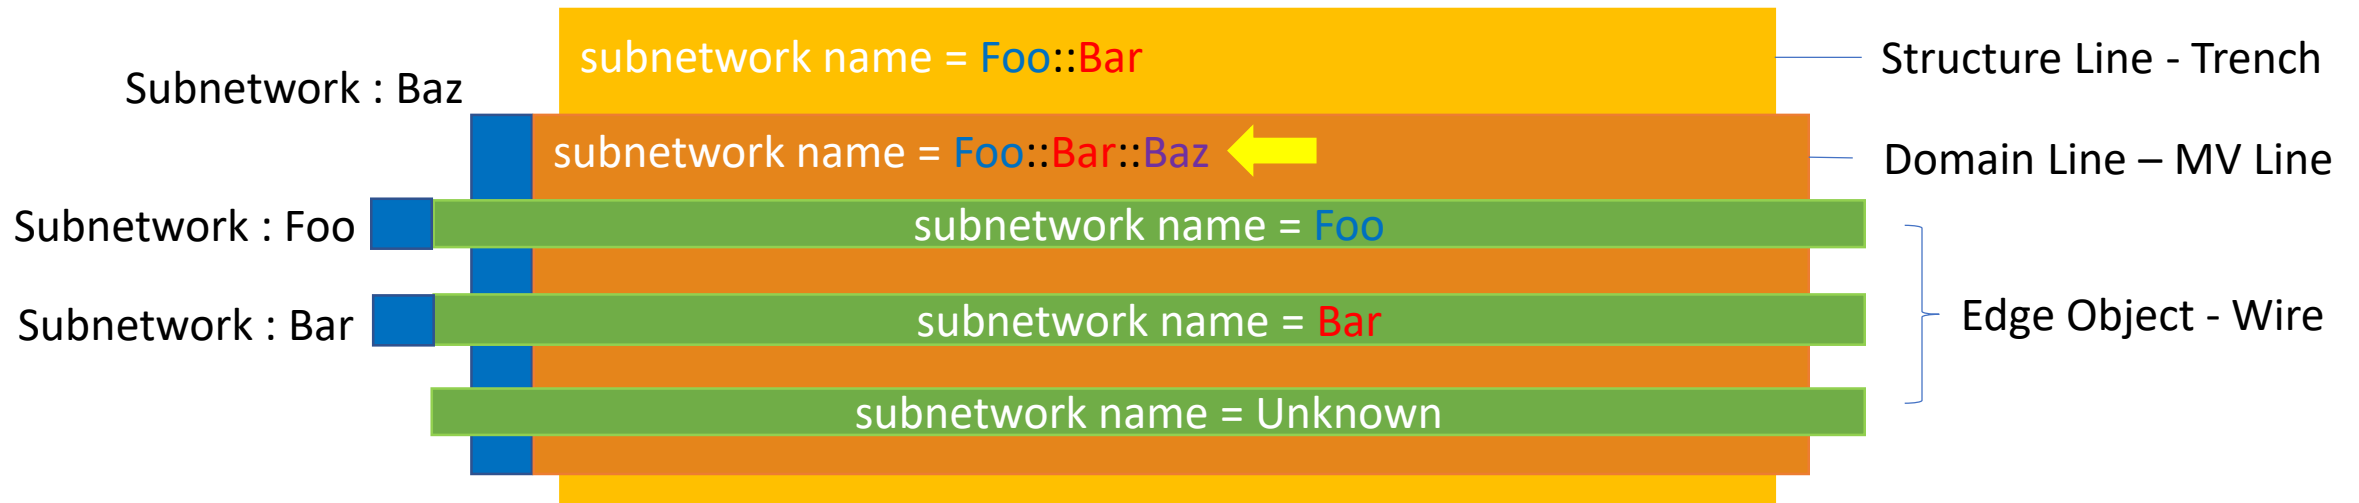 subnetwork name = Foo::Bar
Structure Line - Trench
Subnetwork : Baz
subnetwork name = Foo::Bar::Baz
Domain Line – MV Line
Subnetwork : Foo
subnetwork name = Foo
Subnetwork : Bar
subnetwork name = Bar
Edge Object - Wire
subnetwork name = Unknown